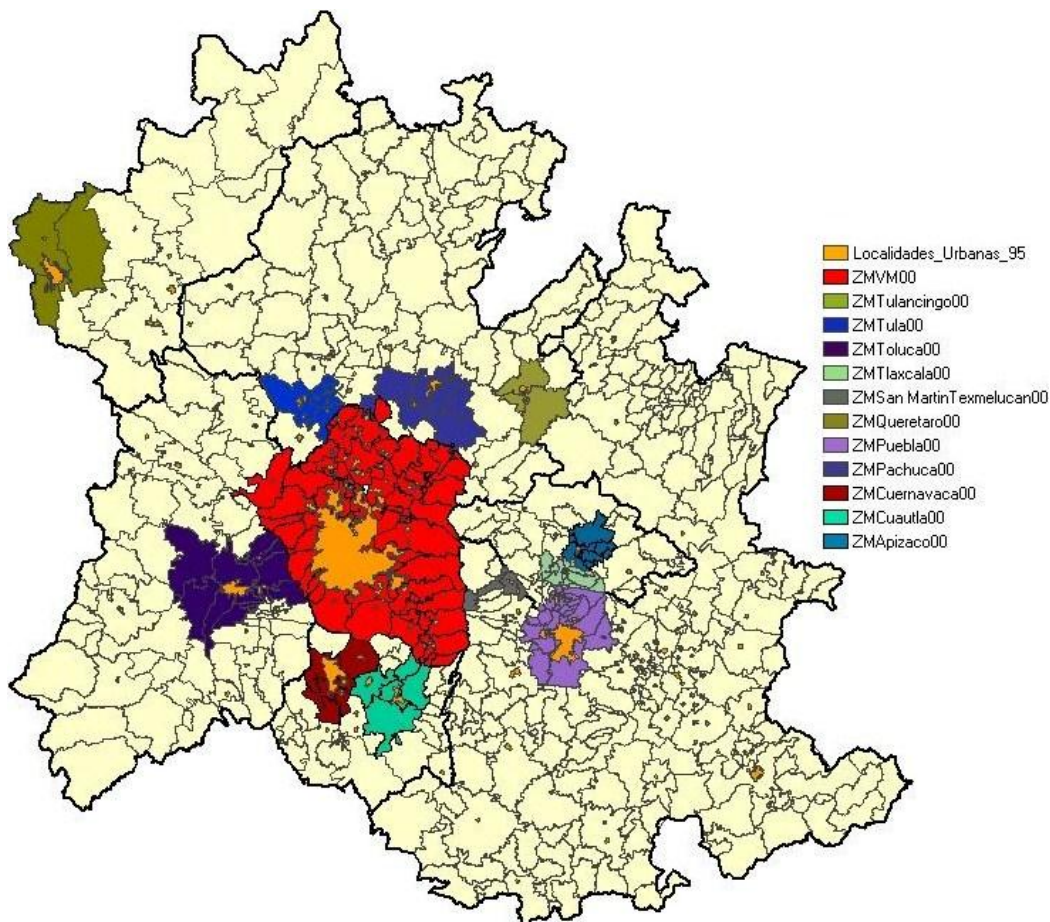 Localidades_Urbanas_95
ZMVM00
ZMTulancingo00
ZMTula00
ZMToluca00
ZMTlaxcala00
ZMSan MartinTexmelucan00
ZMQueretaro00
ZMPuebla00
ZMPachuca00
ZMCuernavaca00
ZMCuautla00
ZMApizaco00